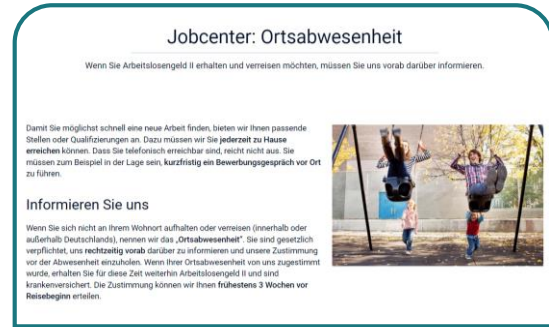 Jobcenter: Ortsabwesenheit
Wenn Sie Arbeitslosengeld II erhalten und verreisen möchten, müssen Sie uns vorab darüber informieren.
Damit Sie möglichst schnell eine neue Arbeit finden, bieten wir Ihnen passende
Stellen oder Qualifizierungen an. Dazu müssen wir Sie jederzeit zu Hause
erreichen können. Dass Sie telefonisch erreichbar sind, reicht nicht aus. Sie
müssen zum Beispiel in der Lage sein, kurzfristig ein Bewerbungsgespräch vor Ort
zu führen.
Informieren Sie uns
Wenn Sie sich nicht an Ihrem Wohnort aufhalten oder verreisen (innerhalb oder
außerhalb Deutschlands), nennen wir das „Ortsabwesenheit“. Sie sind gesetzlich
verpflichtet, uns rechtzeitig vorab darüber zu informieren und unsere Zustimmung
vor der Abwesenheit einzuholen. Wenn Ihrer Ortsabwesenheit von uns zugestimmt
wurde, erhalten Sie für diese Zeit weiterhin Arbeitslosengeld II und sind
krankenversichert. Die Zustimmung können wir Ihnen frühestens 3 Wochen vor
Reisebeginn erteilen.